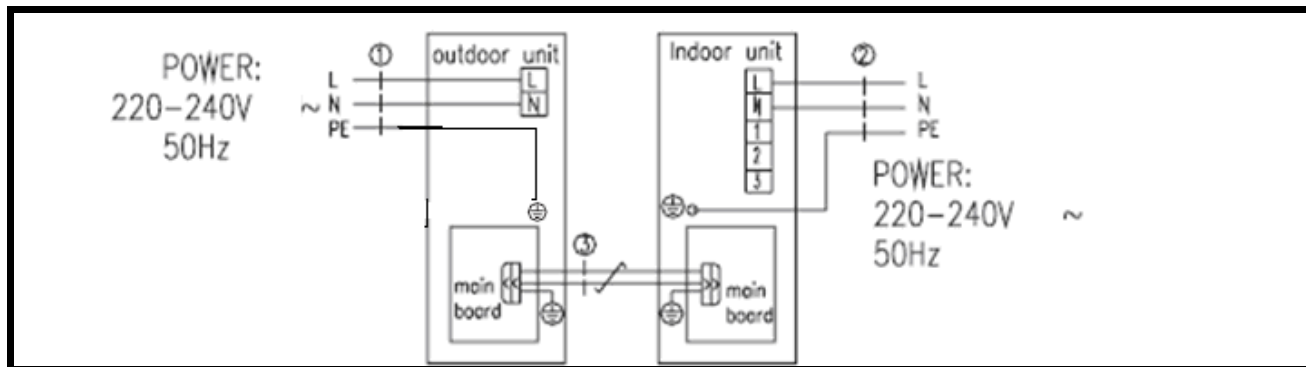 POWER:
220-240V ~
50Hz
L
N
PE
①
outdoor unit
L
N
main
board
③
Indoor unit
L
N
1
2
3
main
board
②
L
N
PE
POWER:
220-240V ~
50Hz